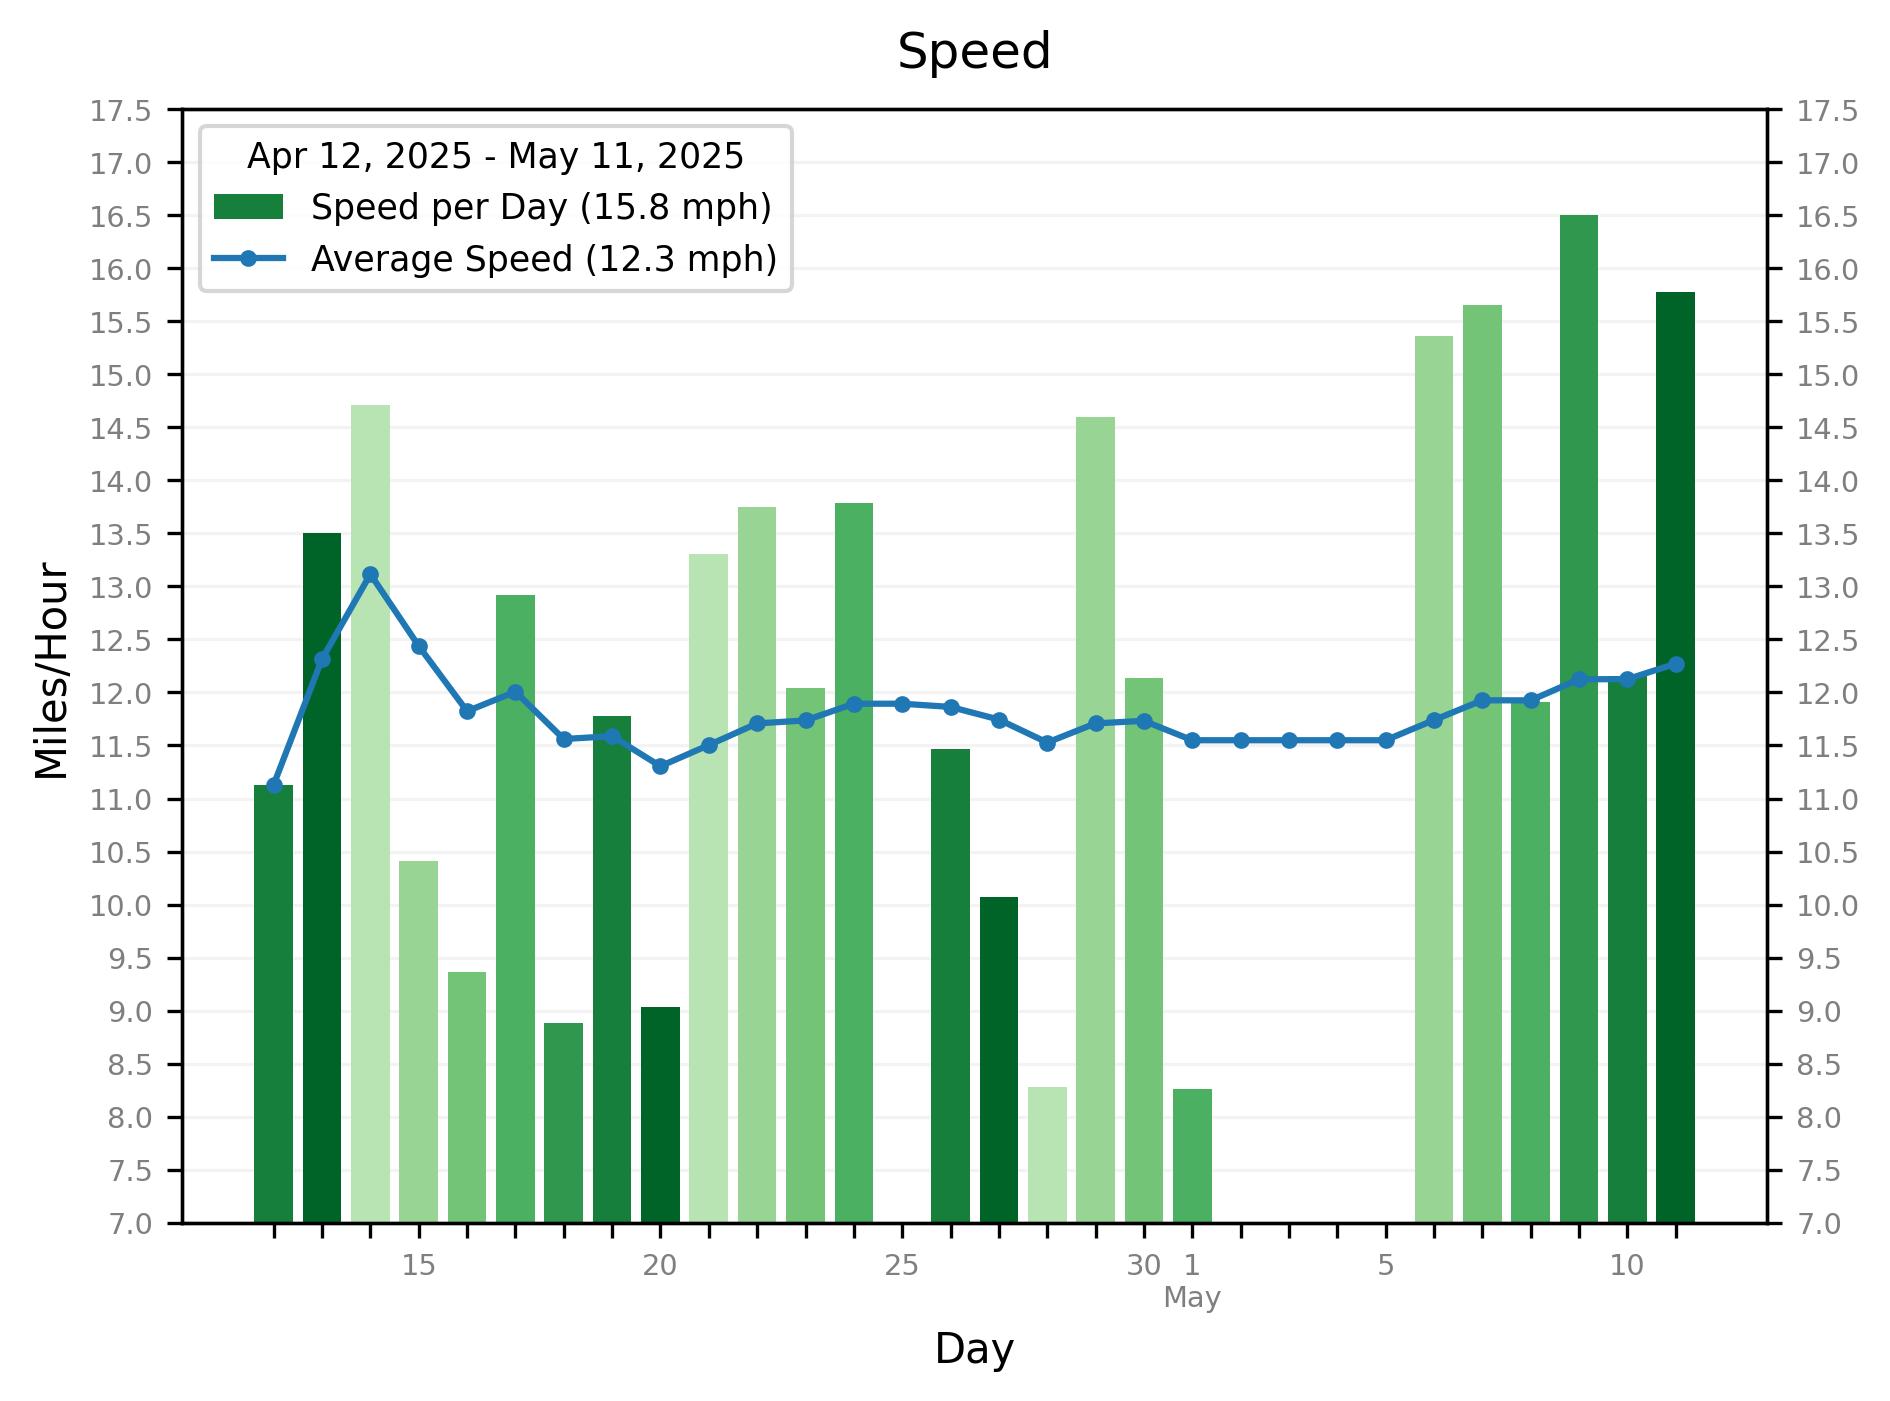 Speed
Apr 12, 2025 - May 11, 2025
Speed per Day (15.8 mph)
Average Speed (12.3 mph)
17.5 17.5
17.0 17.0
16.5 16.5
16.0 16.0
15.5 15.5
15.0 15.0
14.5 14.5
14.0 14.0
13.5 13.5
13.0 13.0
12.5 12.5
12.0 12.0
11.5 11.5
11.0 11.0
10.5 10.5
10.0 10.0
9.5 9.5
9.0 9.0
8.5 8.5
8.0 8.0
7.5 7.5
7.0 7.0
Miles/Hour
15 20 25 30 1 5 10
May
Day